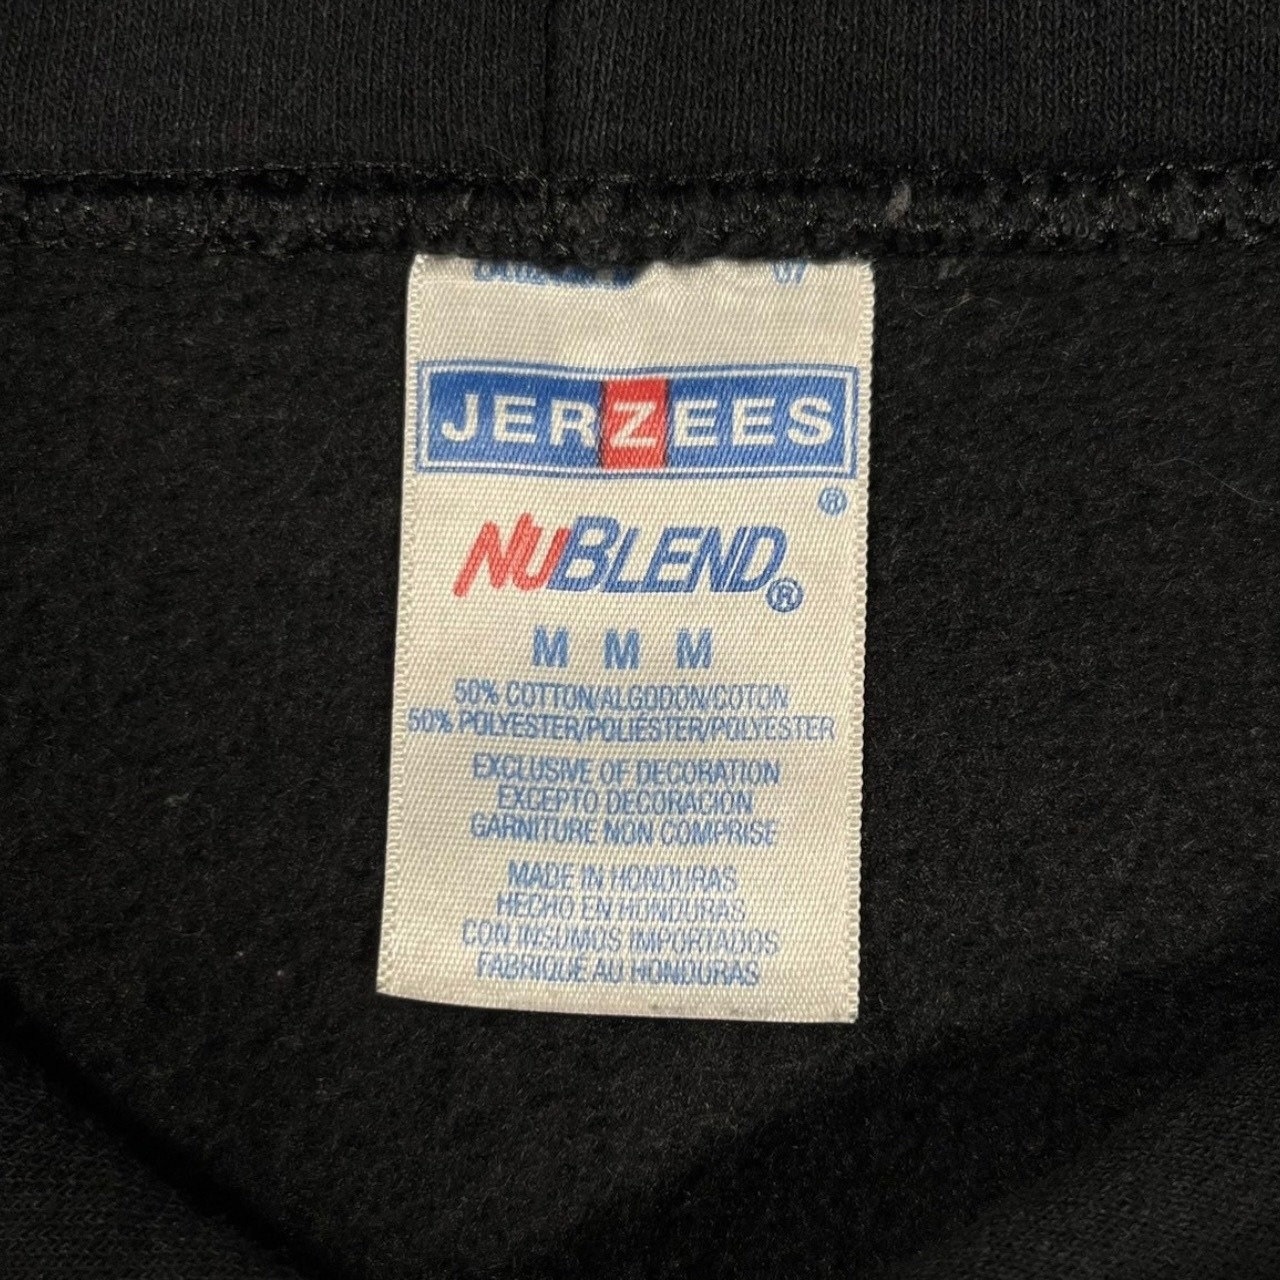 07
JERZEES
®
NUBLEND®
M M M
50% COTTON/ALGODON/COTON
50% POLYESTER/POLIESTER/POLYESTER
EXCLUSIVE OF DECORATION
EXCEPTO DECORACION
GARNITURE NON COMPRISE
MADE IN HONDURAS
HECHO EN HONDURAS
CON INSUMOS IMPORTADOS
FABRIQUE AU HONDURAS